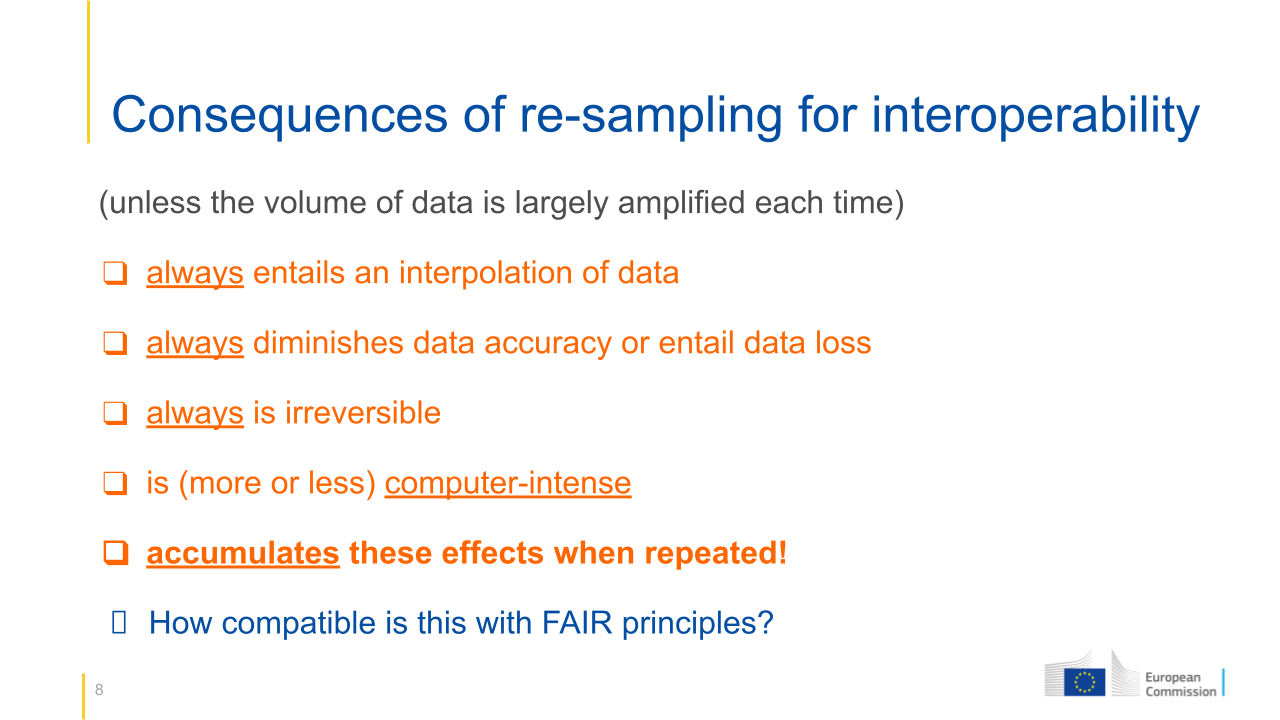 Consequences of re-sampling for interoperability
(unless the volume of data is largely amplified each time)
❑ always entails an interpolation of data
❑ always diminishes data accuracy or entail data loss
❑ always is irreversible
❑ is (more or less) computer-intense
❑ accumulates these effects when repeated!
How compatible is this with FAIR principles?
8
European
Commission